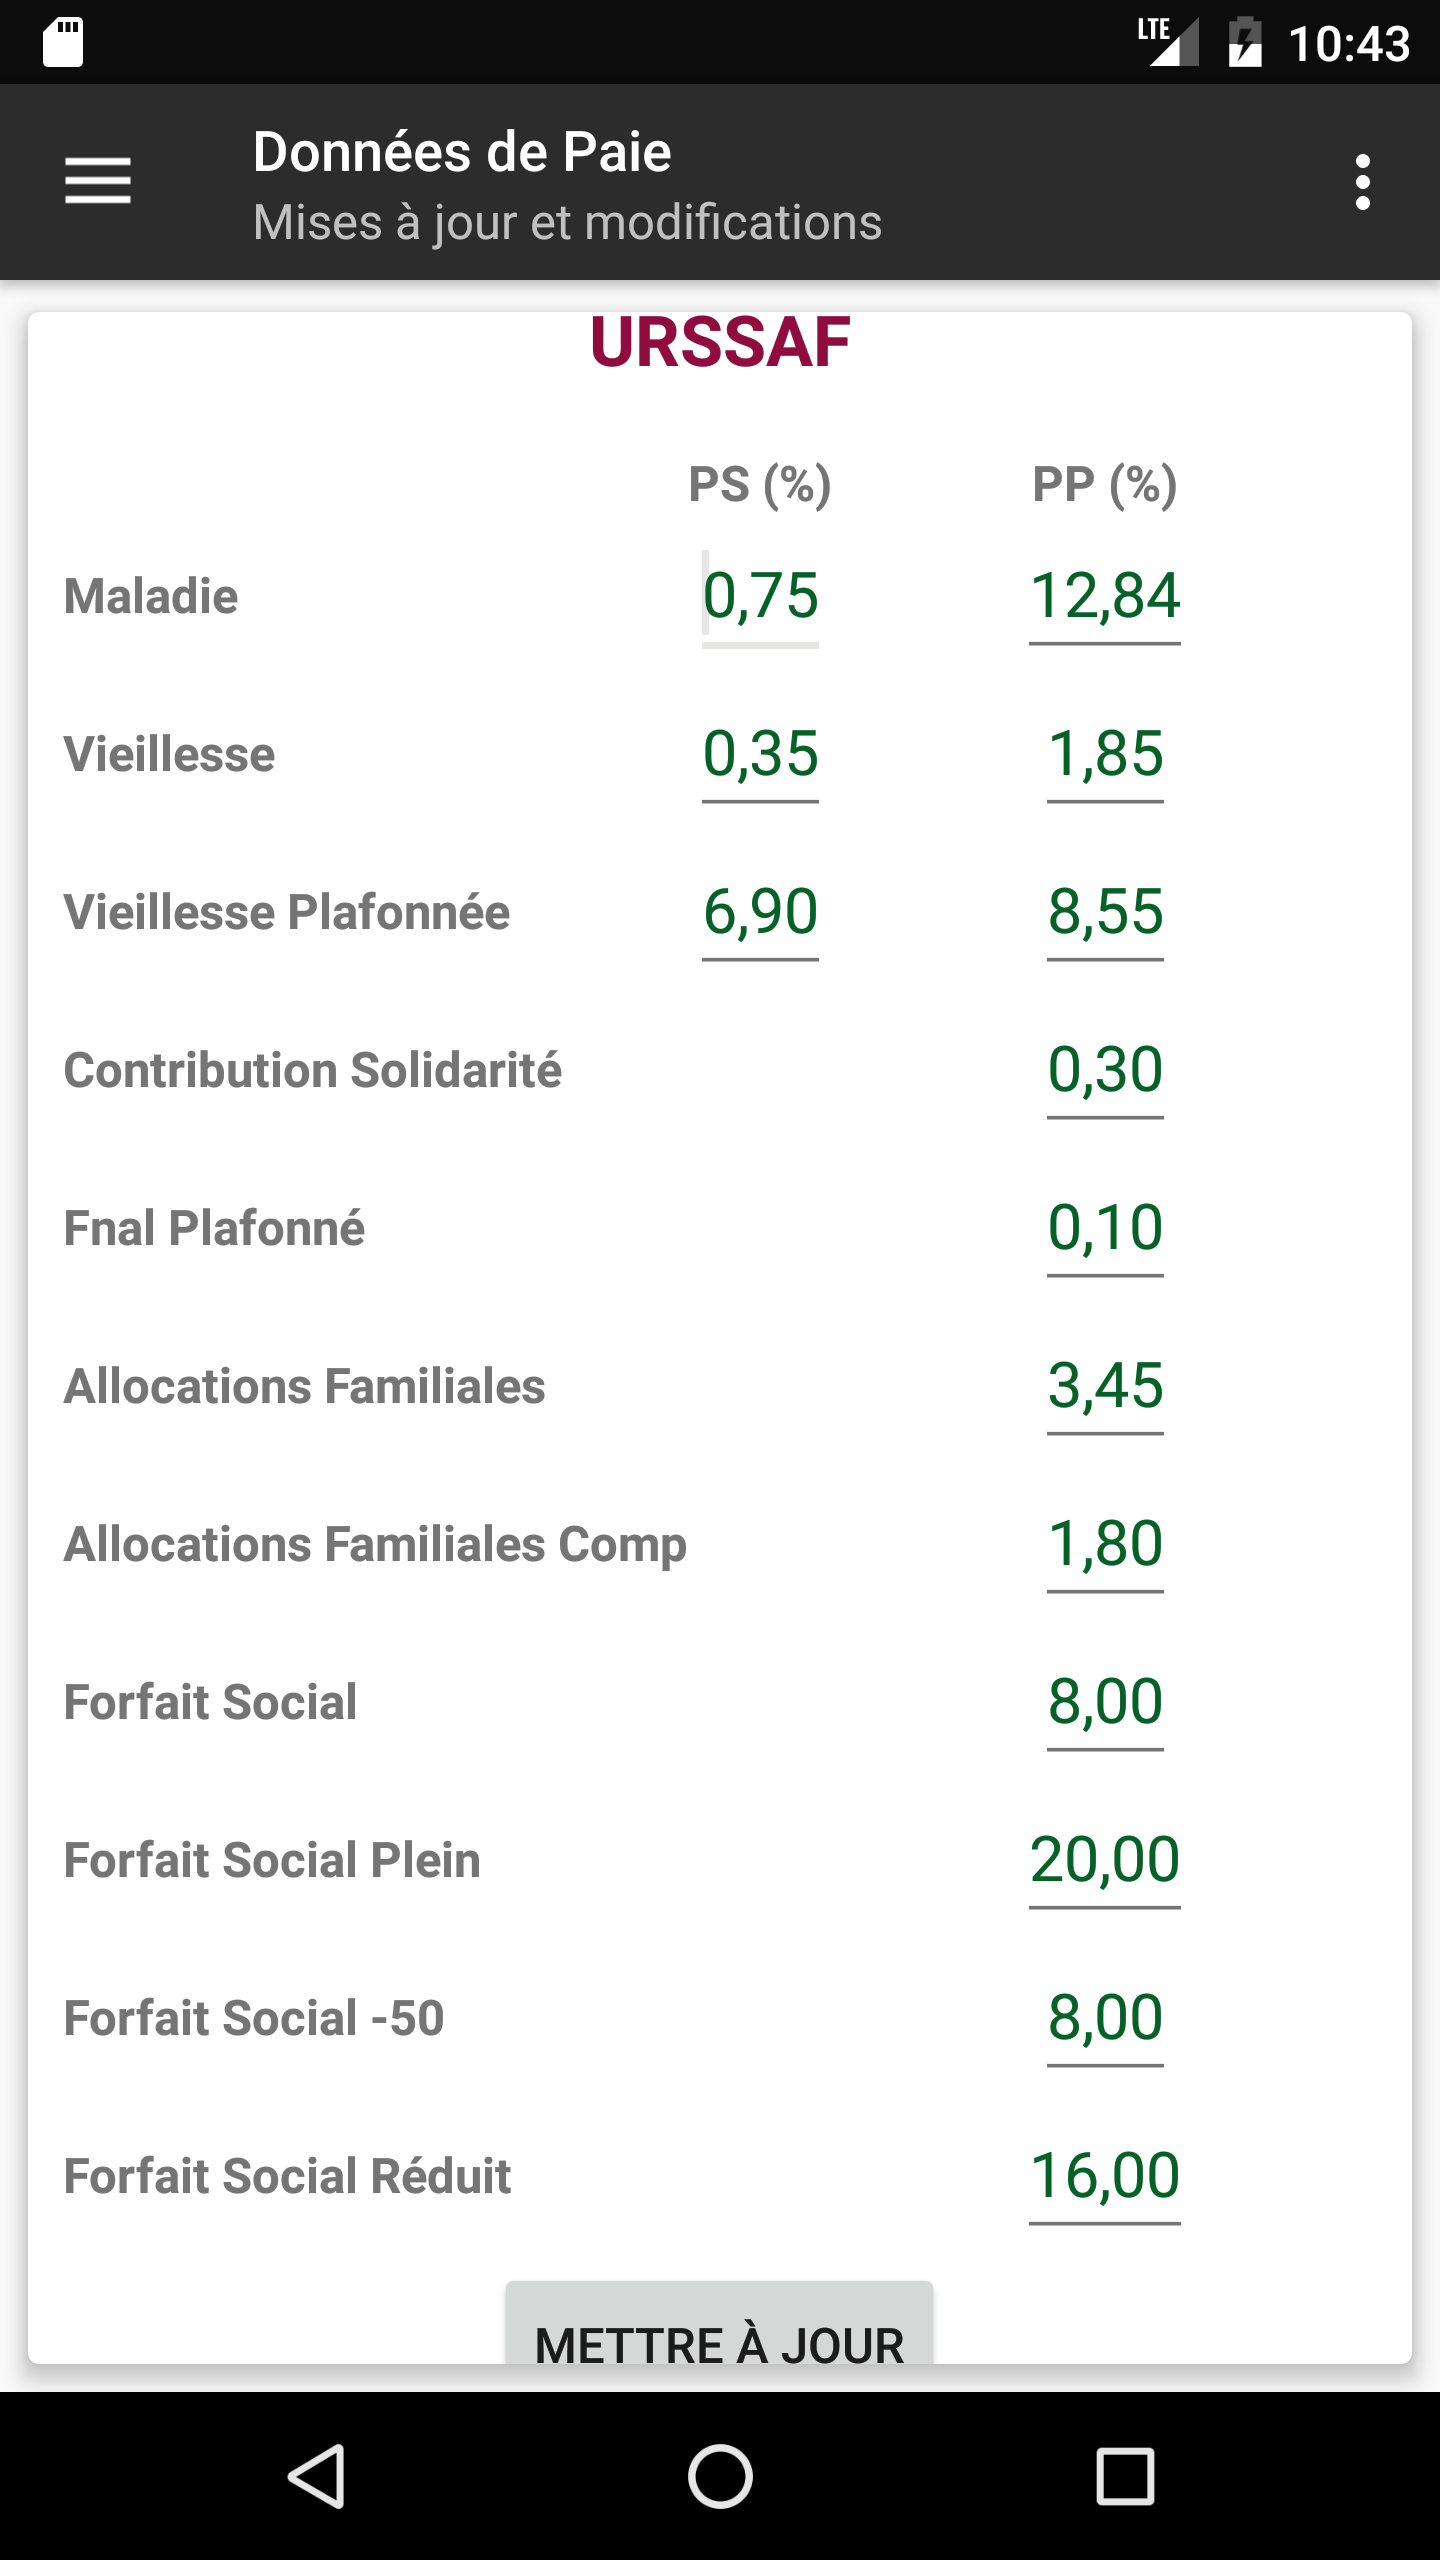 LTE 10:43
Données de Paie
Mises à jour et modifications
URSSAF
PS (%) PP (%)
Maladie 0,75 12,84
Vieillesse 0,35 1,85
Vieillesse Plafonnée 6,90 8,55
Contribution Solidarité 0,30
Fnal Plafonné 0,10
Allocations Familiales 3,45
Allocations Familiales Comp 1,80
Forfait Social 8,00
Forfait Social Plein 20,00
Forfait Social -50 8,00
Forfait Social Réduit 16,00
METTRE À JOUR